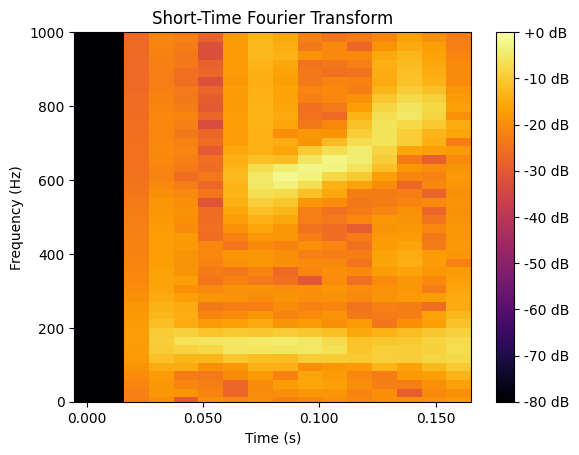 Short-Time Fourier Transform
1000
800
600
400
200
0
Frequency (Hz)
0.000
0.050
0.100
0.150
Time (s)
+0 dB
-10 dB
-20 dB
-30 dB
-40 dB
-50 dB
-60 dB
-70 dB
-80 dB